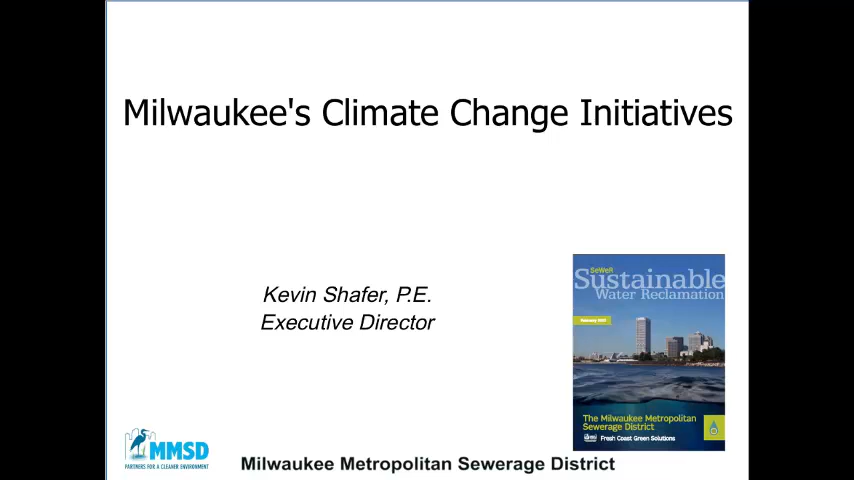 Milwaukee's Climate Change Initiatives
Kevin Shafer, P.E.
Executive Director
SeWeR
Sustainable
Water Reclamation
The Milwaukee Metropolitan
Sewerage District
Fresh Coast Green Solutions
MMSD
PARTNERS FOR A CLEANER ENVIRONMENT
Milwaukee Metropolitan Sewerage District